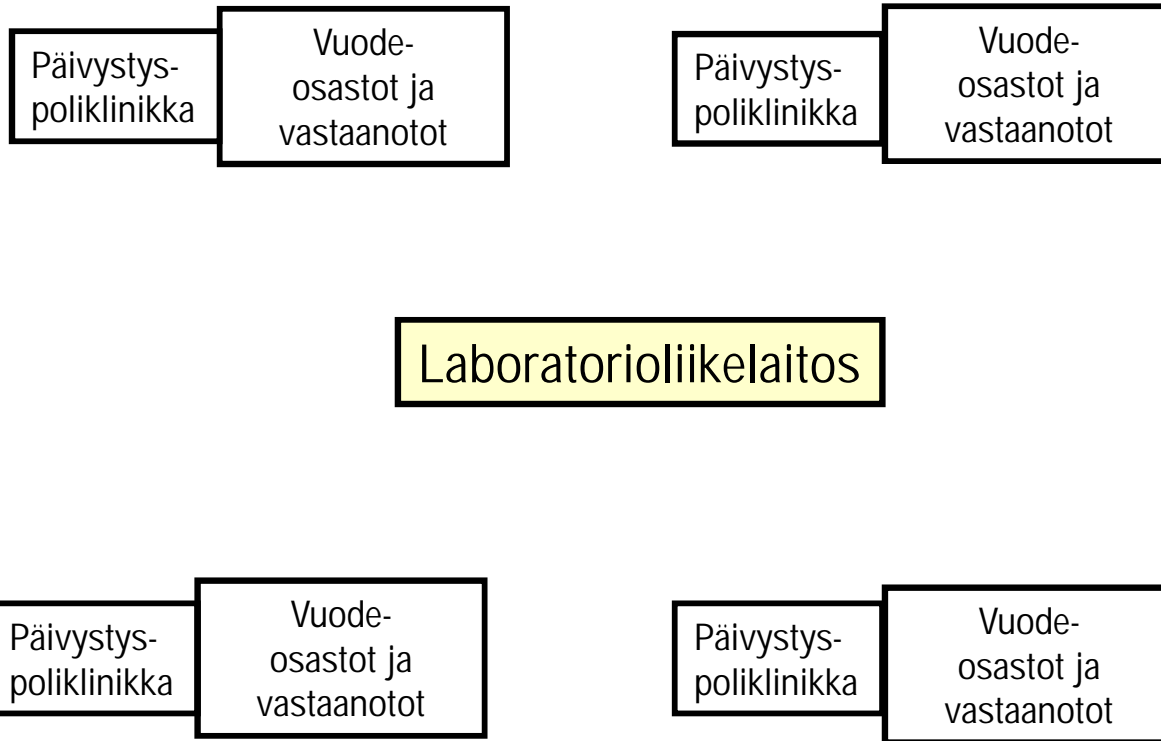 Päivystys-
poliklinikka
Vuode-
osastot ja
vastaanotot
Päivystys-
poliklinikka
Vuode-
osastot ja
vastaanotot
Laboratorioliikelaitos
Päivystys-
poliklinikka
Vuode-
osastot ja
vastaanotot
Päivystys-
poliklinikka
Vuode-
osastot ja
vastaanotot